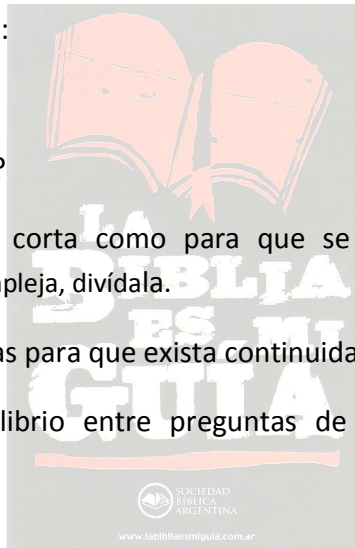 :
?
corta como para que se
pleja, divídala.
as para que exista continuida
librio entre preguntas de
LA
BIBLIA
ES MI
GUÍA
SOCIEDAD
BÍBLICA
ARGENTINA
www.labibliaesmiguia.com.ar